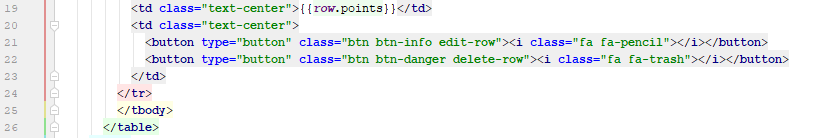 19 <td class="text-center">{{row.points}}</td>
20 <td class="text-center">
21 <button type="button" class="btn btn-info edit-row"><i class="fa fa-pencil"></i></button>
22 <button type="button" class="btn btn-danger delete-row"><i class="fa fa-trash"></i></button>
23 </td>
24 </tr>
25 </tbody>
26 </table>